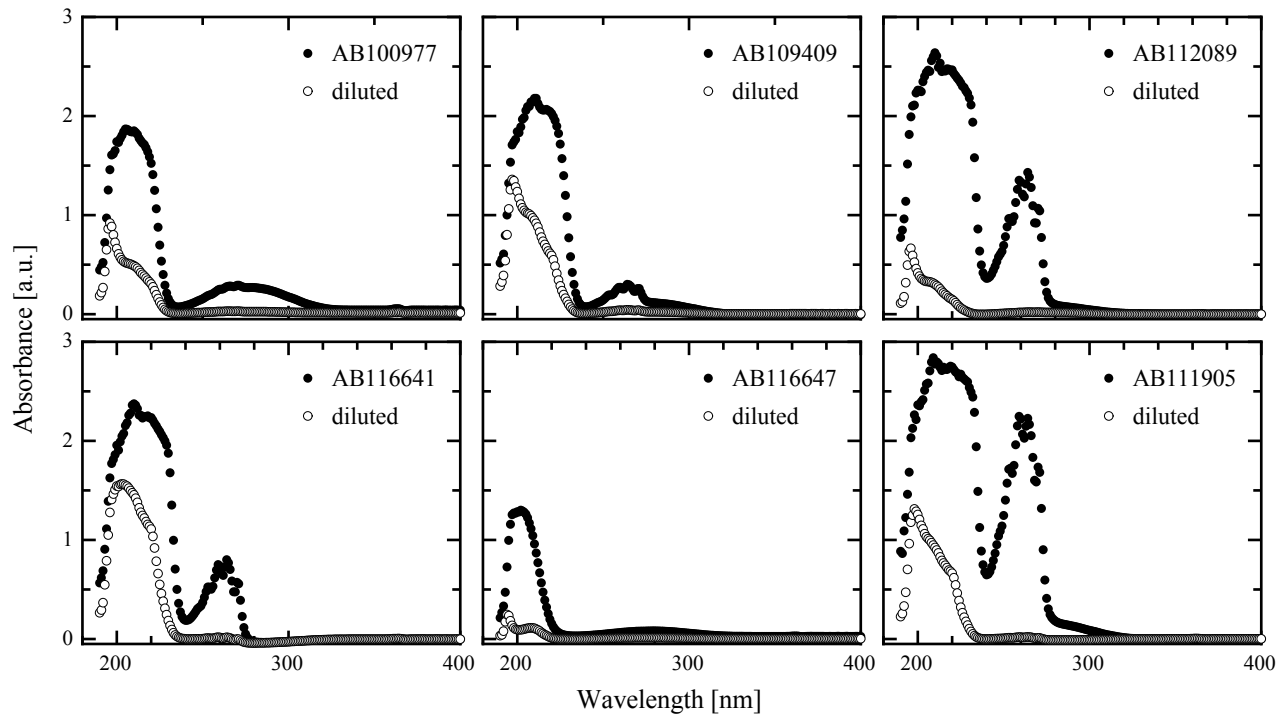 3
2
1
0
AB100977
diluted
AB109409
diluted
AB112089
diluted
3
2
1
0
AB116641
diluted
AB116647
diluted
AB111905
diluted
200 300 400
200 300 400
200 300 400
Absorbance [a.u.]
Wavelength [nm]